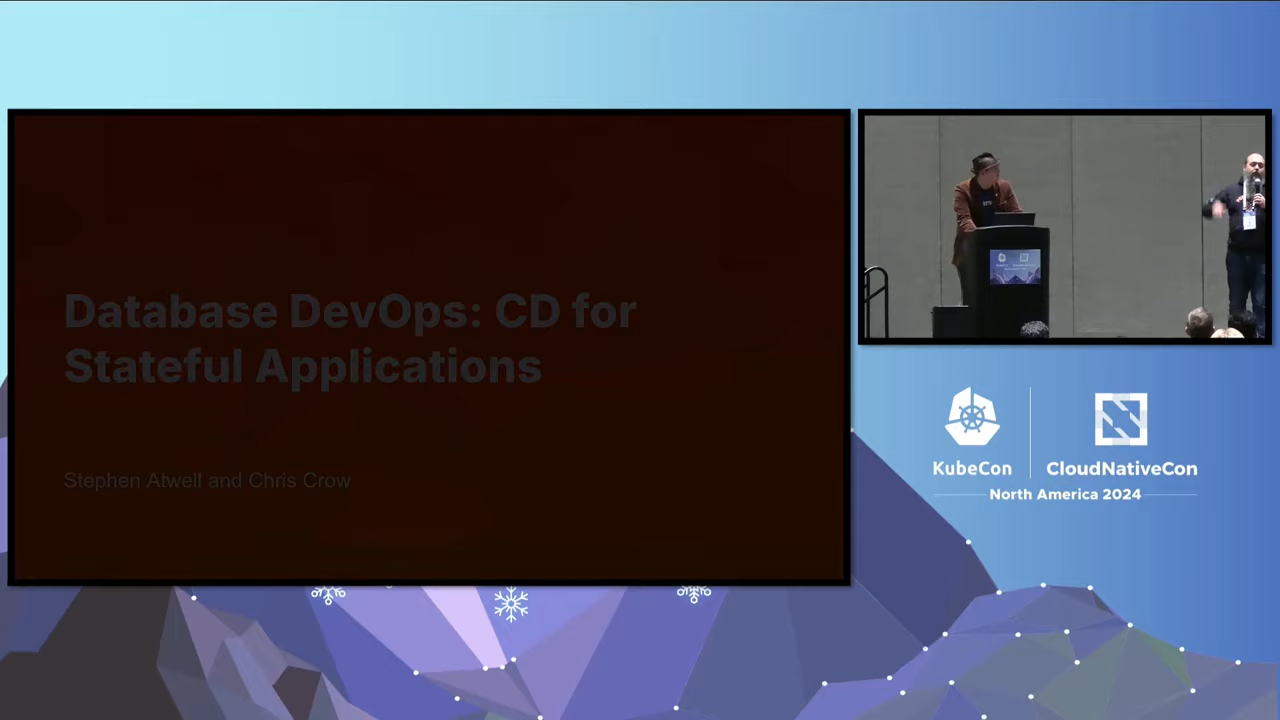 Database DevOps: CD for
Stateful Applications
Stephen Atwell and Chris Crow
KubeCon
CloudNativeCon
North America 2024